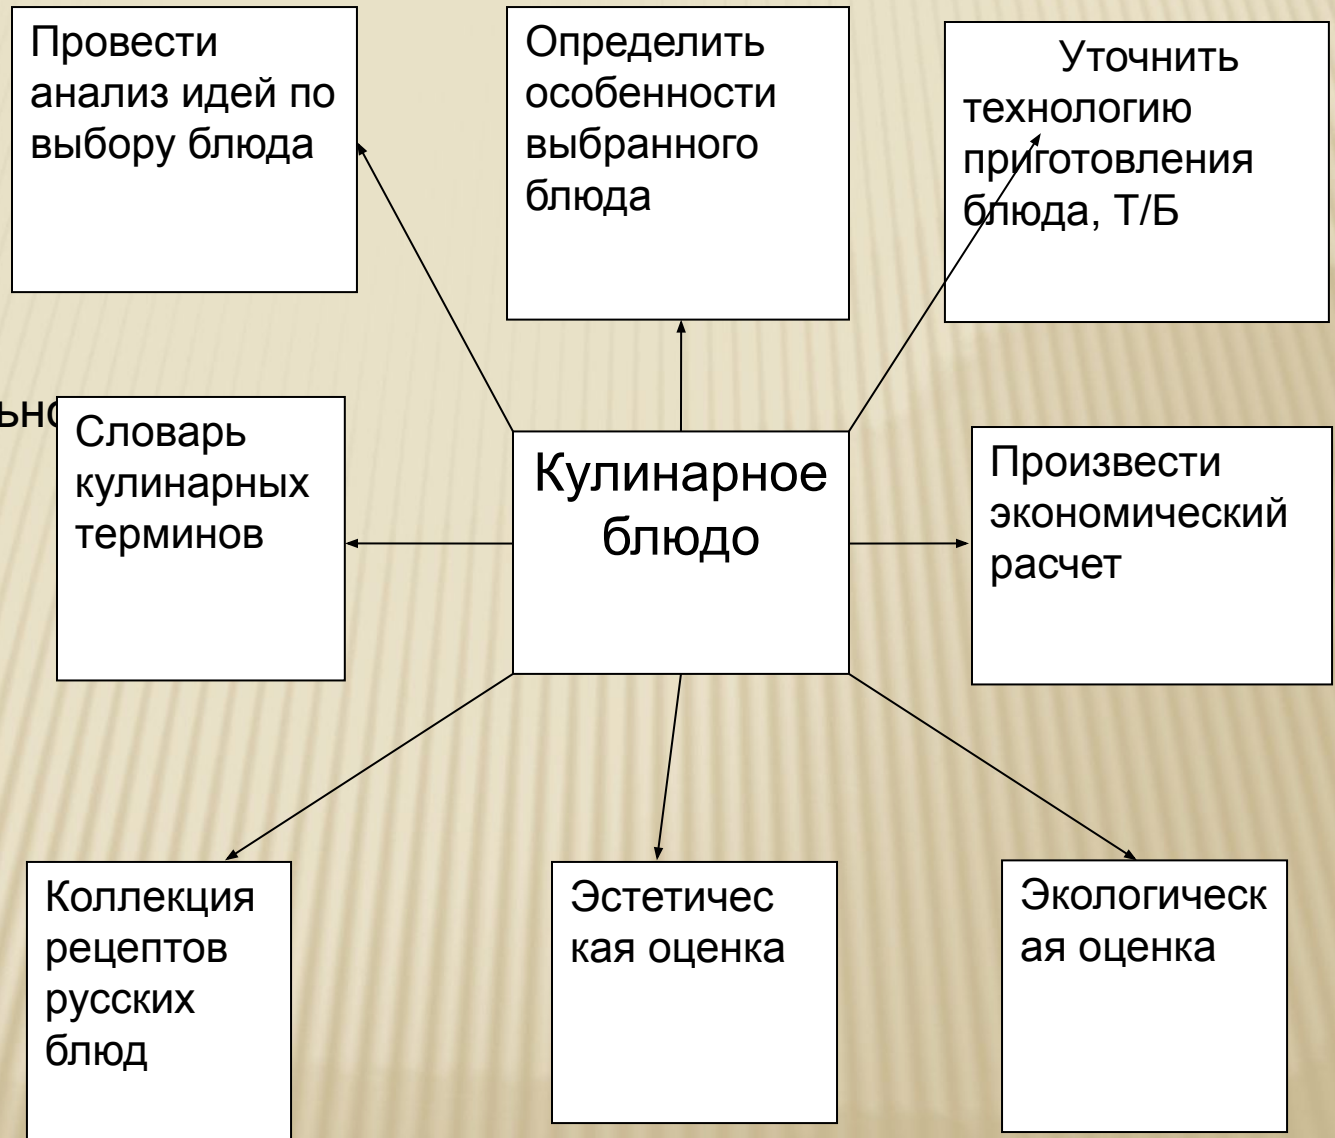 Провести
анализ идей по
выбору блюда
Определить
особенности
выбранного
блюда
Уточнить
технологию
приготовления
блюда, Т/Б
Словарь
кулинарных
терминов
Кулинарное
блюдо
Произвести
экономический
расчет
Коллекция
рецептов
русских
блюд
Эстетичес
кая оценка
Экологическ
ая оценка